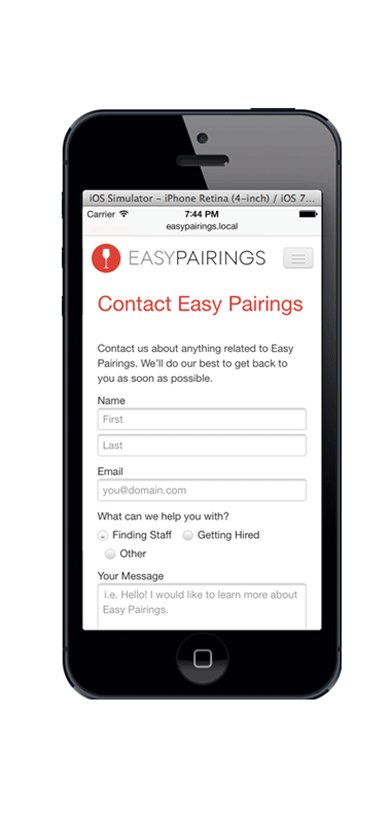 iOS Simulator – iPhone Retina (4-inch) / iOS 7...
Carrier 7:44 PM
easypairings.local
EASYPAIRINGS
Contact Easy Pairings
Contact us about anything related to Easy
Pairings. We'll do our best to get back to
you as soon as possible.
Name
First
Last
Email
you@domain.com
What can we help you with?
Finding Staff Getting Hired
Other
Your Message
i.e. Hello! I would like to learn more about
Easy Pairings.